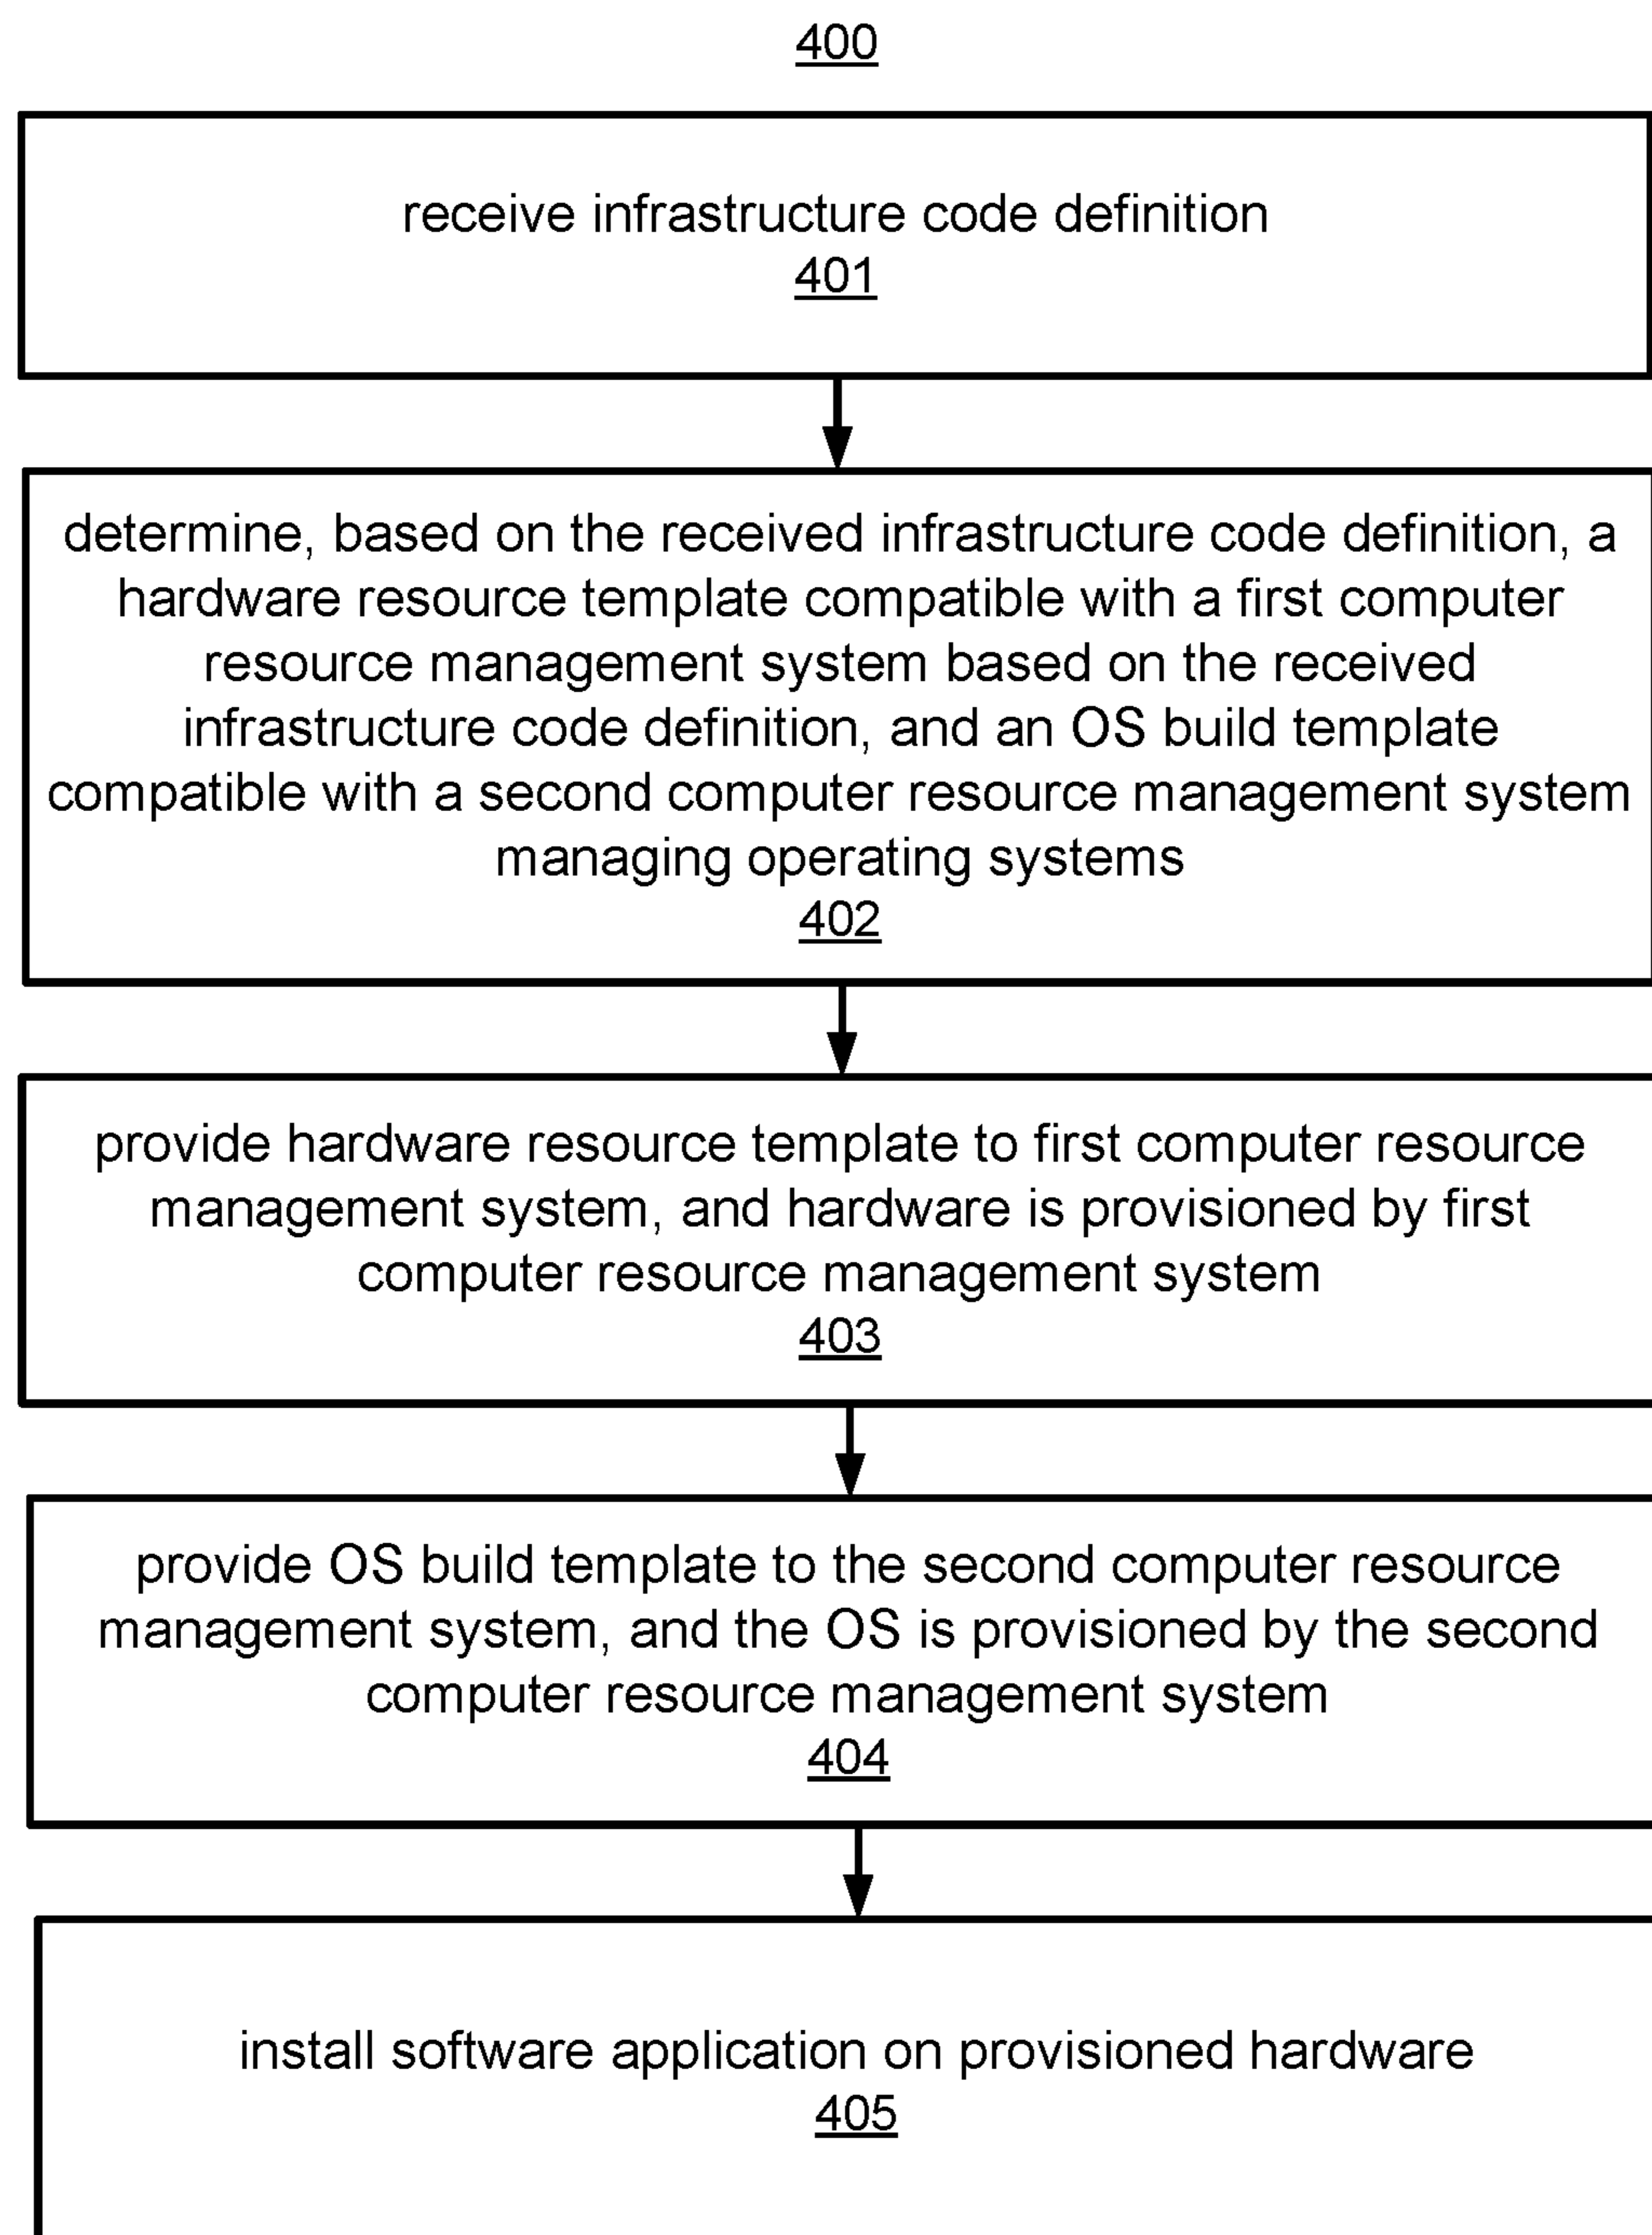 400
receive infrastructure code definition
401
determine, based on the received infrastructure code definition, a
hardware resource template compatible with a first computer
resource management system based on the received
infrastructure code definition, and an OS build template
compatible with a second computer resource management system
managing operating systems
402
provide hardware resource template to first computer resource
management system, and hardware is provisioned by first
computer resource management system
403
provide OS build template to the second computer resource
management system, and the OS is provisioned by the second
computer resource management system
404
install software application on provisioned hardware
405